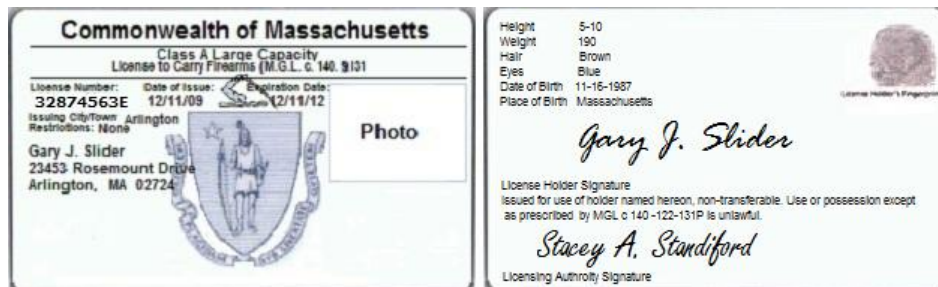 Commonwealth of Massachusetts
Class A Large Capacity
License to Carry Firearms (M.G.L. c. 140. §131
License Number: Date of Issue: Expiration Date:
32874563E 12/11/09 12/11/12
Issuing City/Town Arlington
Restrictions: None
Gary J. Slider
23453 Rosemount Drive
Arlington, MA 02724
Photo
Height 5-10
Weight 190
Hair Brown
Eyes Blue
Date of Birth 11-16-1987
Place of Birth Massachusetts
License Holder's Fingerprint
Gary J. Slider
License Holder Signature
Issued for use of holder named hereon, non-transferable. Use or possession except
as prescribed by MGL c 140 -122-131P is unlawful.
Stacey A. Standiford
Licensing Authroity Signature